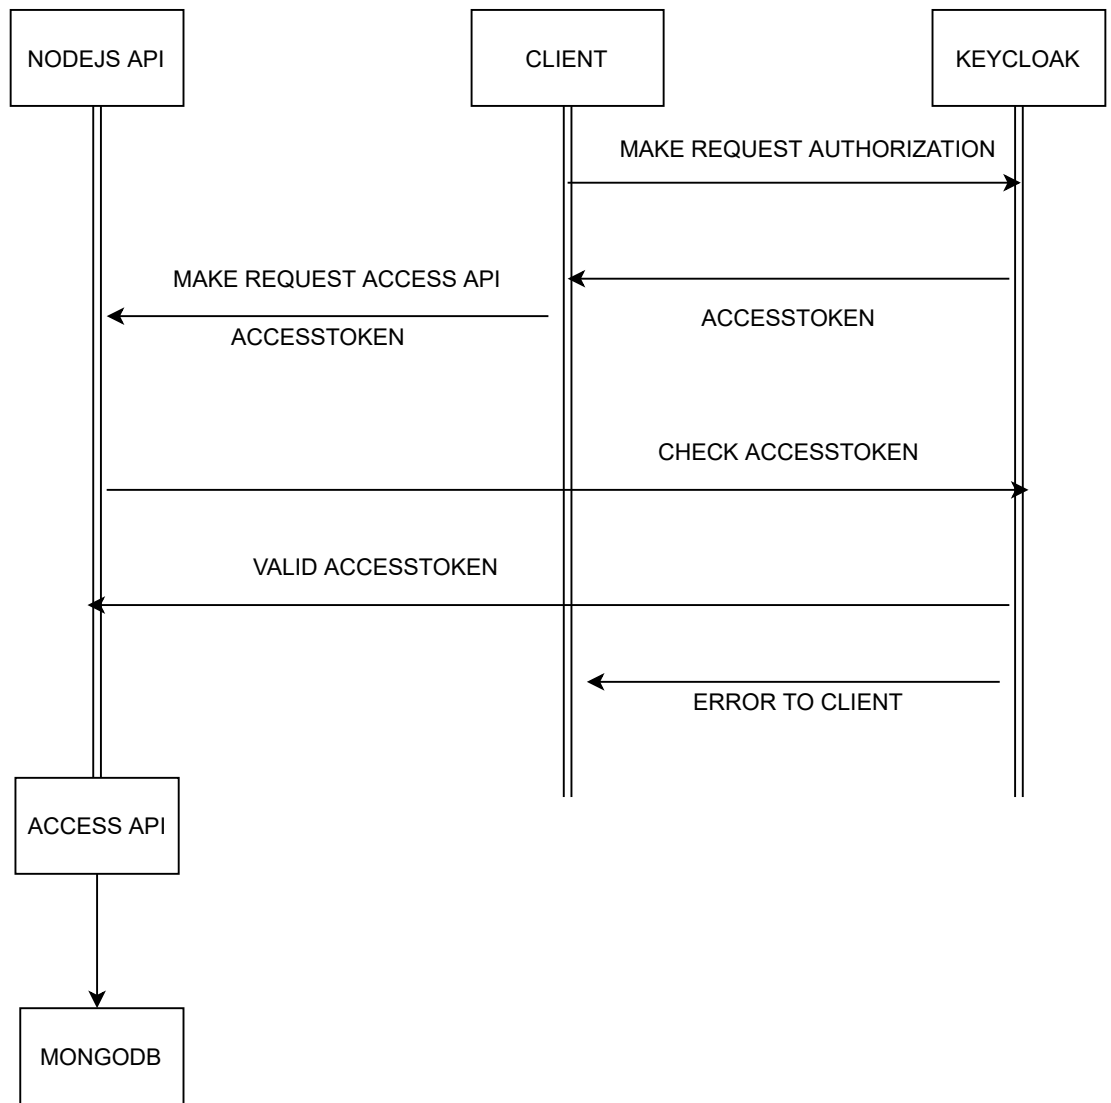 NODEJS API
CLIENT
KEYCLOAK
MAKE REQUEST AUTHORIZATION
MAKE REQUEST ACCESS API
ACCESSTOKEN
ACCESSTOKEN
CHECK ACCESSTOKEN
VALID ACCESSTOKEN
ERROR TO CLIENT
ACCESS API
MONGODB